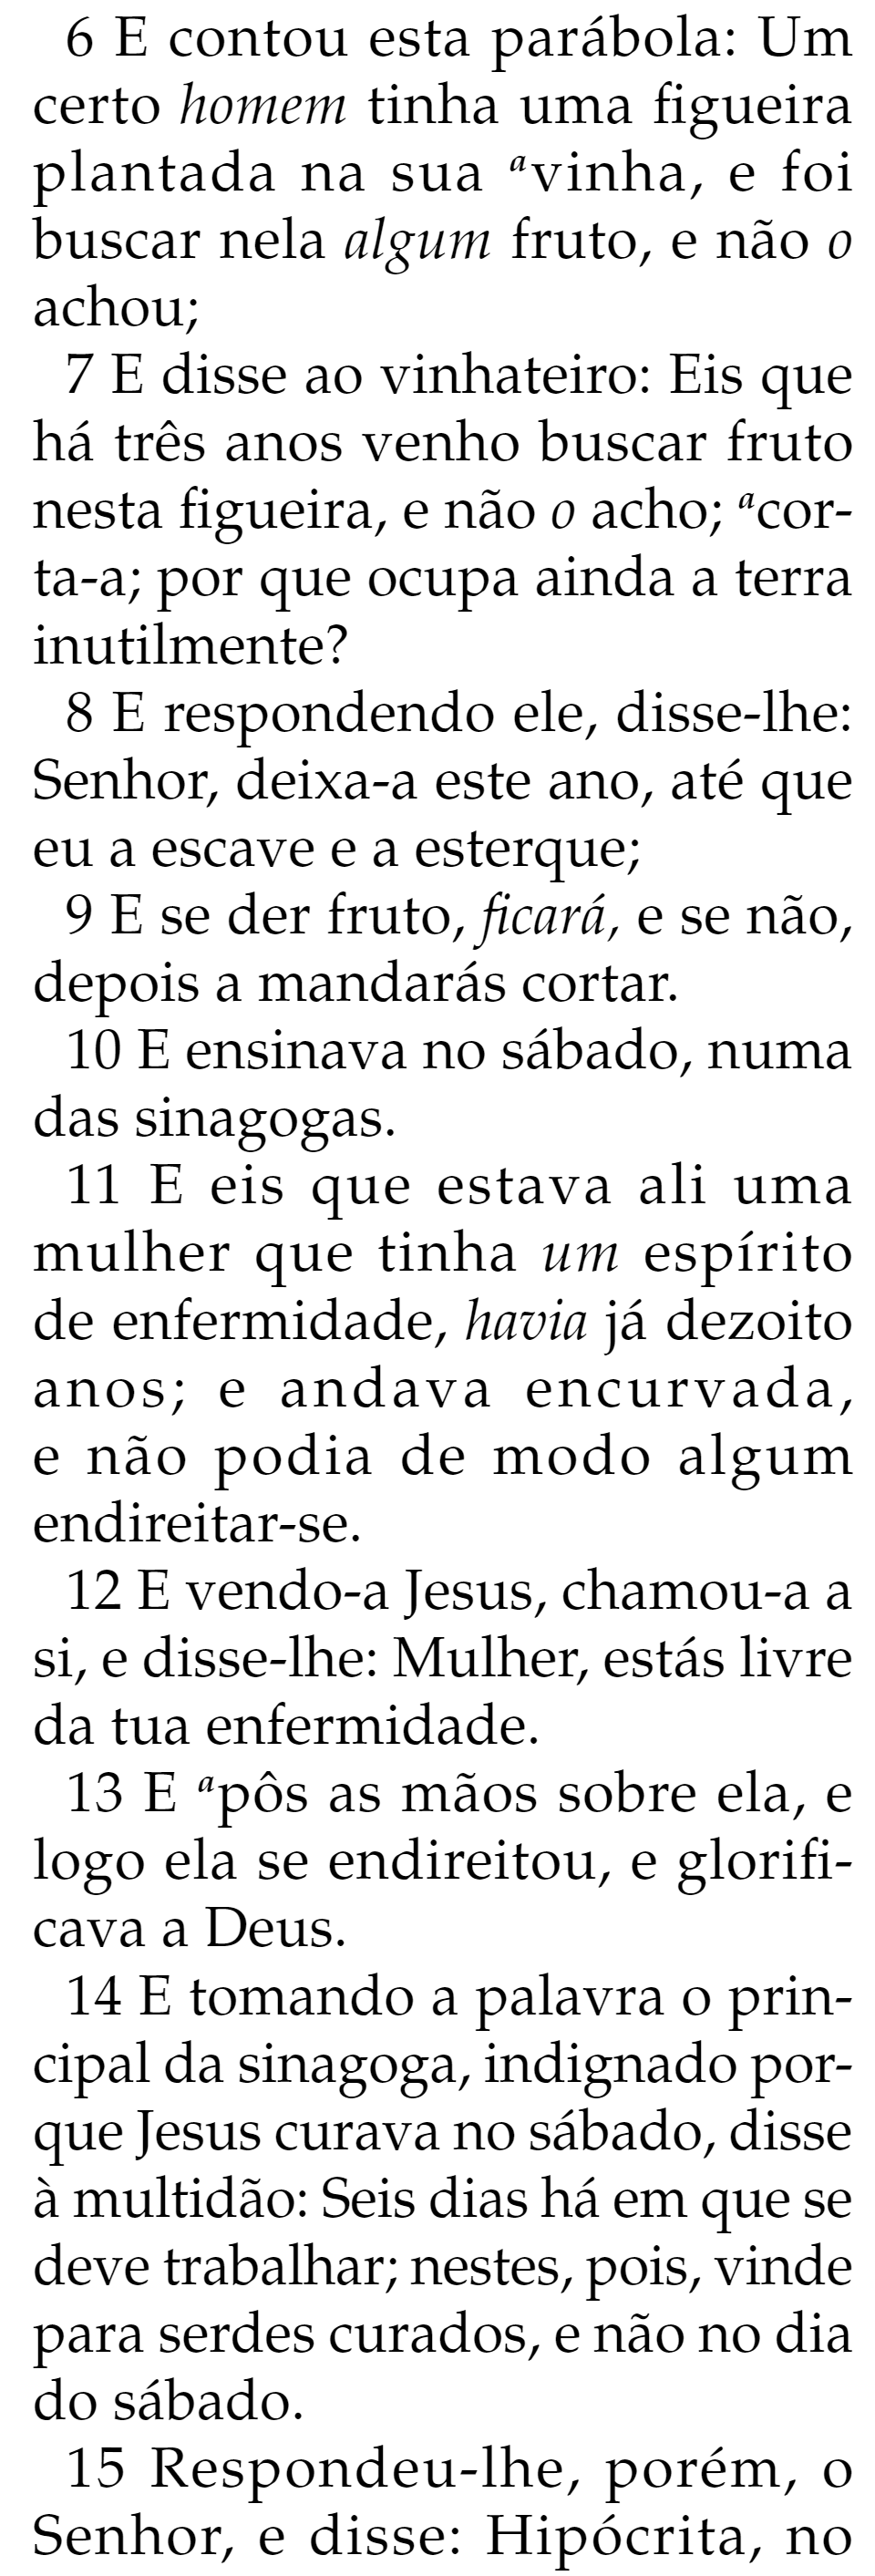 6 E contou esta parábola: Um
certo homem tinha uma figueira
plantada na sua ᵃvinha, e foi
buscar nela algum fruto, e não o
achou;
7 E disse ao vinhateiro: Eis que
há três anos venho buscar fruto
nesta figueira, e não o acho; ᵃcor-
ta-a; por que ocupa ainda a terra
inutilmente?
8 E respondendo ele, disse-lhe:
Senhor, deixa-a este ano, até que
eu a escave e a esterque;
9 E se der fruto, ficará, e se não,
depois a mandarás cortar.
10 E ensinava no sábado, numa
das sinagogas.
11 E eis que estava ali uma
mulher que tinha um espírito
de enfermidade, havia já dezoito
anos; e andava encurvada,
e não podia de modo algum
endireitar-se.
12 E vendo-a Jesus, chamou-a a
si, e disse-lhe: Mulher, estás livre
da tua enfermidade.
13 E ᵃpôs as mãos sobre ela, e
logo ela se endireitou, e glorifi-
cava a Deus.
14 E tomando a palavra o prin-
cipal da sinagoga, indignado por-
que Jesus curava no sábado, disse
à multidão: Seis dias há em que se
deve trabalhar; nestes, pois, vinde
para serdes curados, e não no dia
do sábado.
15 Respondeu-lhe, porém, o
Senhor, e disse: Hipócrita, no